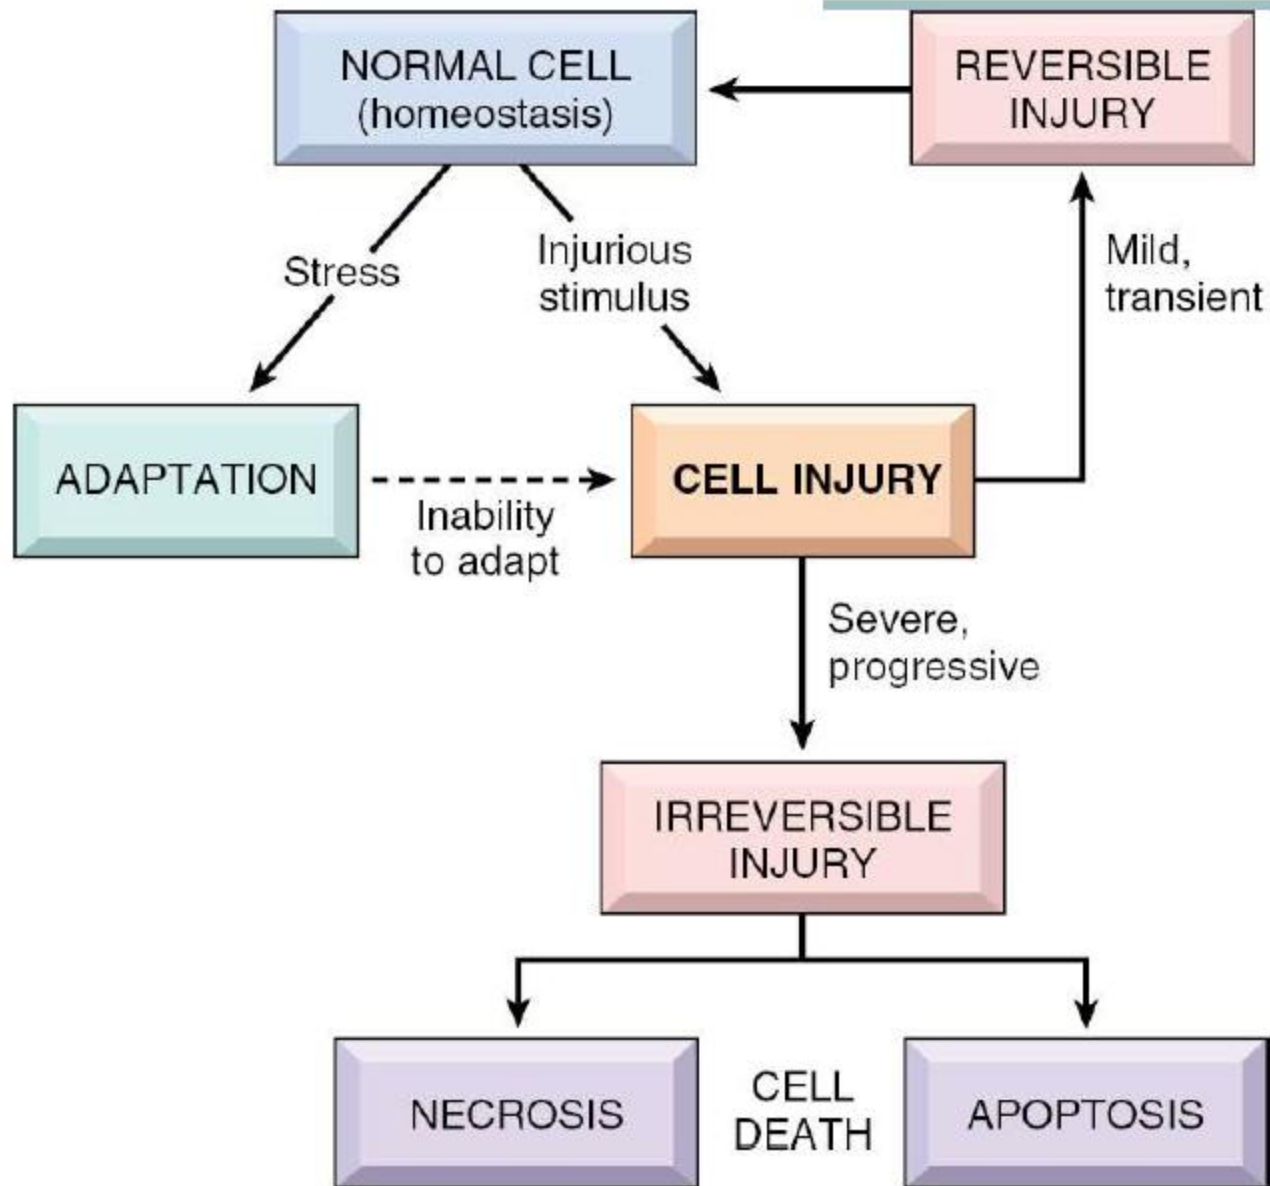 NORMAL CELL
(homeostasis)
REVERSIBLE
INJURY
Stress
Injurious
stimulus
Mild,
transient
ADAPTATION
Inability
to adapt
CELL INJURY
Severe,
progressive
IRREVERSIBLE
INJURY
NECROSIS
CELL
DEATH
APOPTOSIS